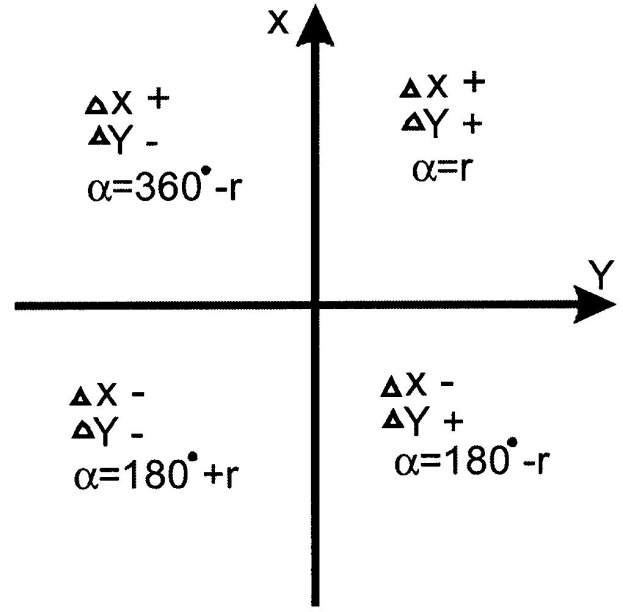 X
ΔX +
ΔY -
α=360°-r
ΔX +
ΔY +
α=r
Y
ΔX -
ΔY -
α=180°+r
ΔX -
ΔY +
α=180°-r